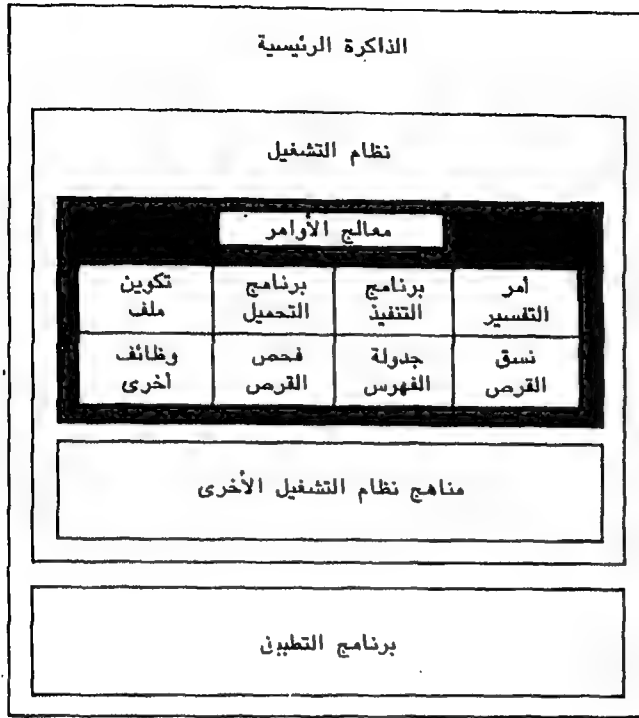 الذاكرة الرئيسية
نظام التشغيل
معالج الأوامر
أمر التفسير
برنامج التنفيذ
برنامج التحميل
تكوين ملف
نسق القرص
جدولة الفهرس
فحص القرص
وظائف أخرى
مناهج نظام التشغيل الأخرى
برنامج التطبيق